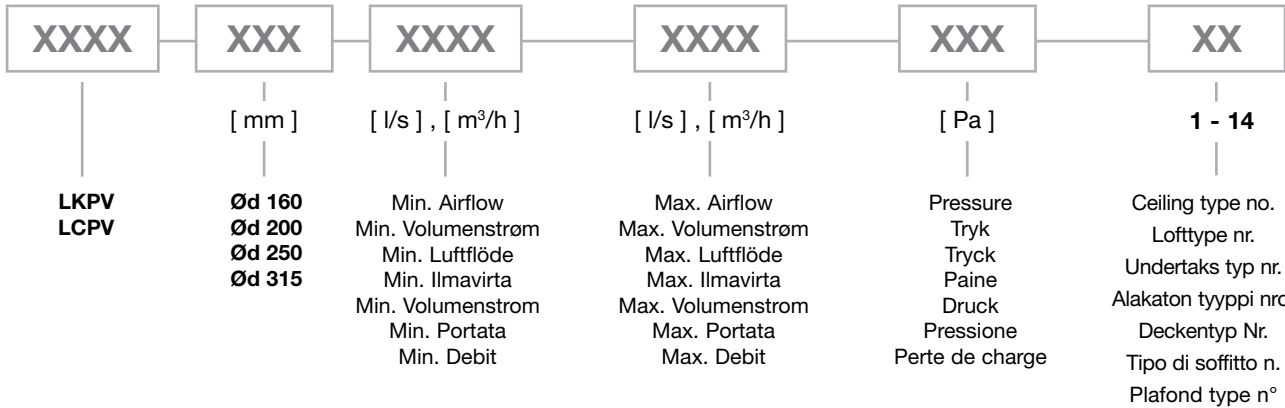 XXXX XXX XXXX XXXX XXX XX
[ mm ] [ l/s ] , [ m³/h ] [ l/s ] , [ m³/h ] [ Pa ] 1 - 14
LKPV
LCPV
Ød 160
Ød 200
Ød 250
Ød 315
Min. Airflow
Min. Volumenstrøm
Min. Luftflöde
Min. Ilmavirta
Min. Volumenstrom
Min. Portata
Min. Debit
Max. Airflow
Max. Volumenstrøm
Max. Luftflöde
Max. Ilmavirta
Max. Volumenstrom
Max. Portata
Max. Debit
Pressure
Tryk
Tryck
Paine
Druck
Pressione
Perte de charge
Ceiling type no.
Lofttype nr.
Undertaks typ nr.
Alakaton tyyppi nro
Deckentyp Nr.
Tipo di soffitto n.
Plafond type n°